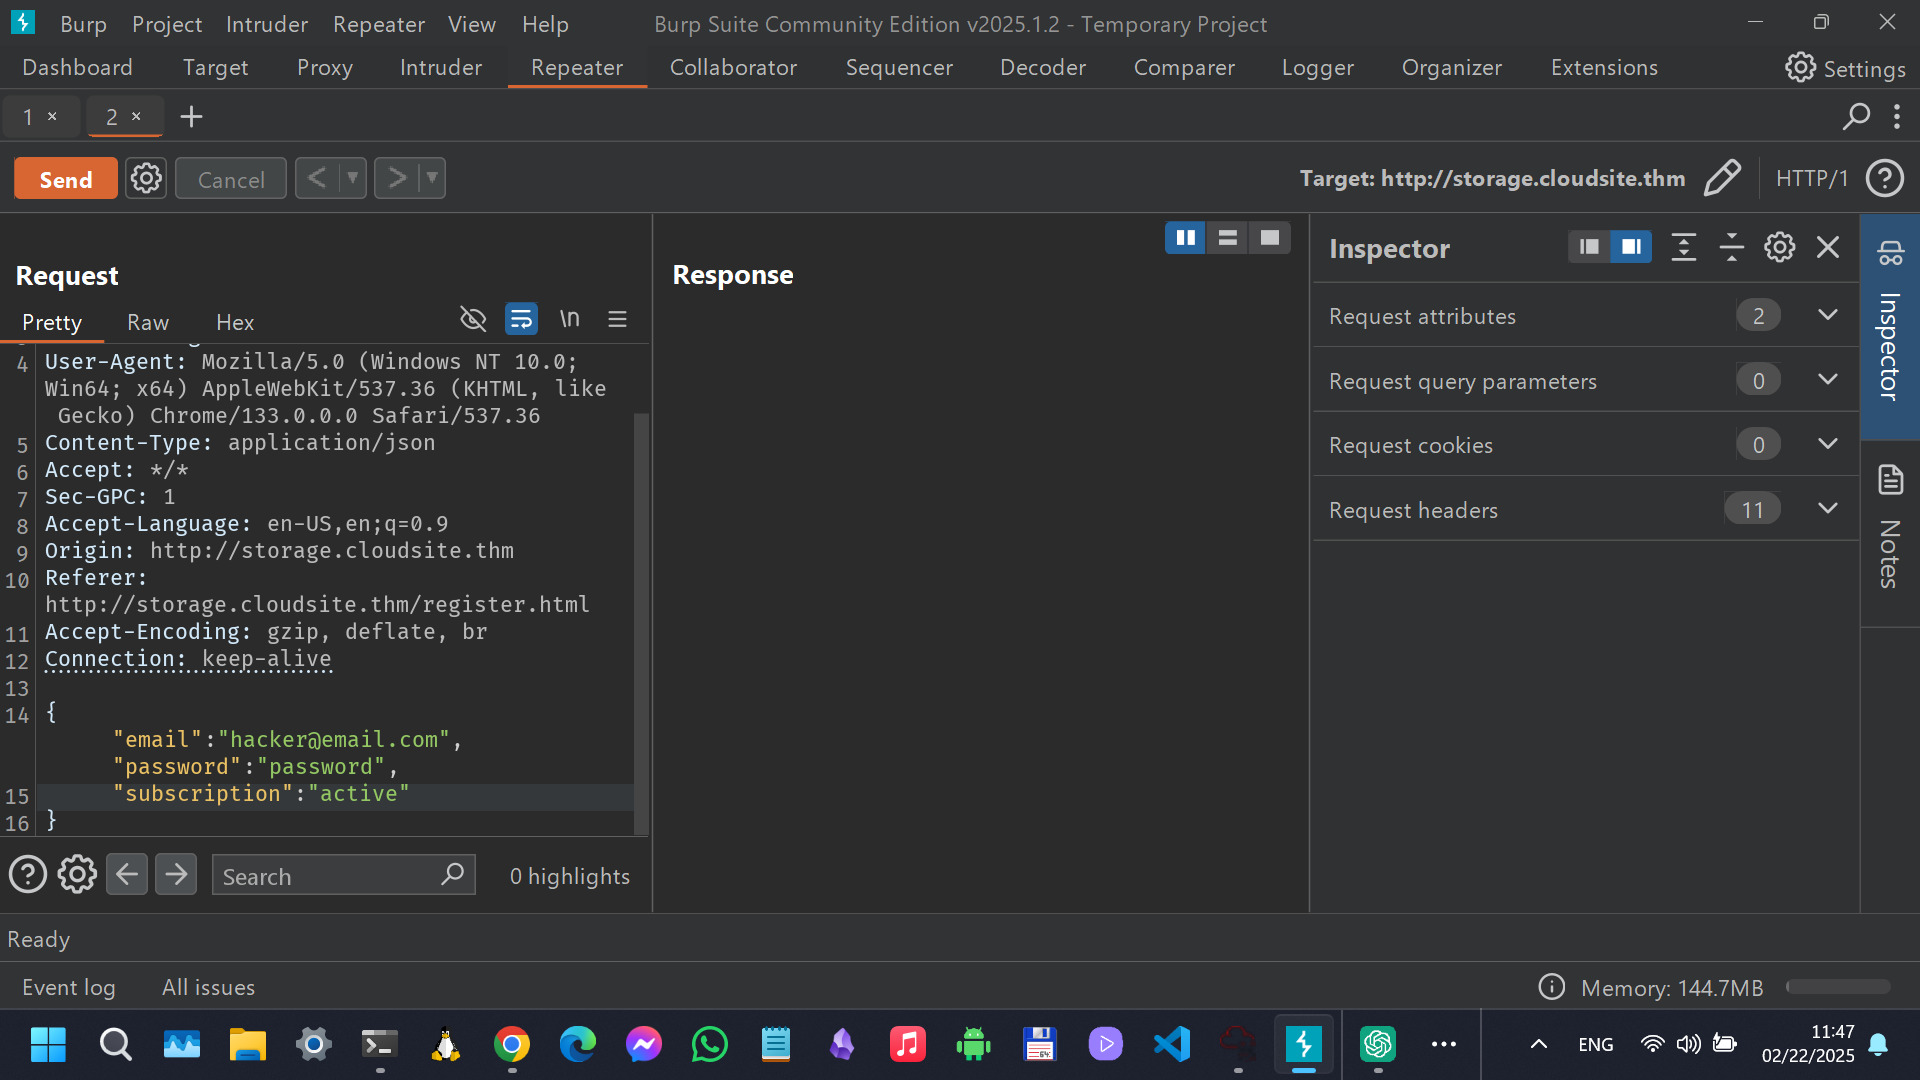 Burp Project Intruder Repeater View Help Burp Suite Community Edition v2025.1.2 - Temporary Project
Dashboard Target Proxy Intruder Repeater Collaborator Sequencer Decoder Comparer Logger Organizer Extensions Settings
1 × 2 × +
Send Cancel < > Target: http://storage.cloudsite.thm HTTP/1
Request
Pretty Raw Hex \n
4 User-Agent: Mozilla/5.0 (Windows NT 10.0;
Win64; x64) AppleWebKit/537.36 (KHTML, like
Gecko) Chrome/133.0.0.0 Safari/537.36
5 Content-Type: application/json
6 Accept: */*
7 Sec-GPC: 1
8 Accept-Language: en-US,en;q=0.9
9 Origin: http://storage.cloudsite.thm
10 Referer:
http://storage.cloudsite.thm/register.html
11 Accept-Encoding: gzip, deflate, br
12 Connection: keep-alive
13
14 {
"email":"hacker@email.com",
"password":"password",
15 "subscription":"active"
16 }
Search 0 highlights
Response
Inspector
Request attributes 2
Request query parameters 0
Request cookies 0
Request headers 11
Inspector
Notes
Ready
Event log All issues Memory: 144.7MB
64
ENG
11:47
02/22/2025